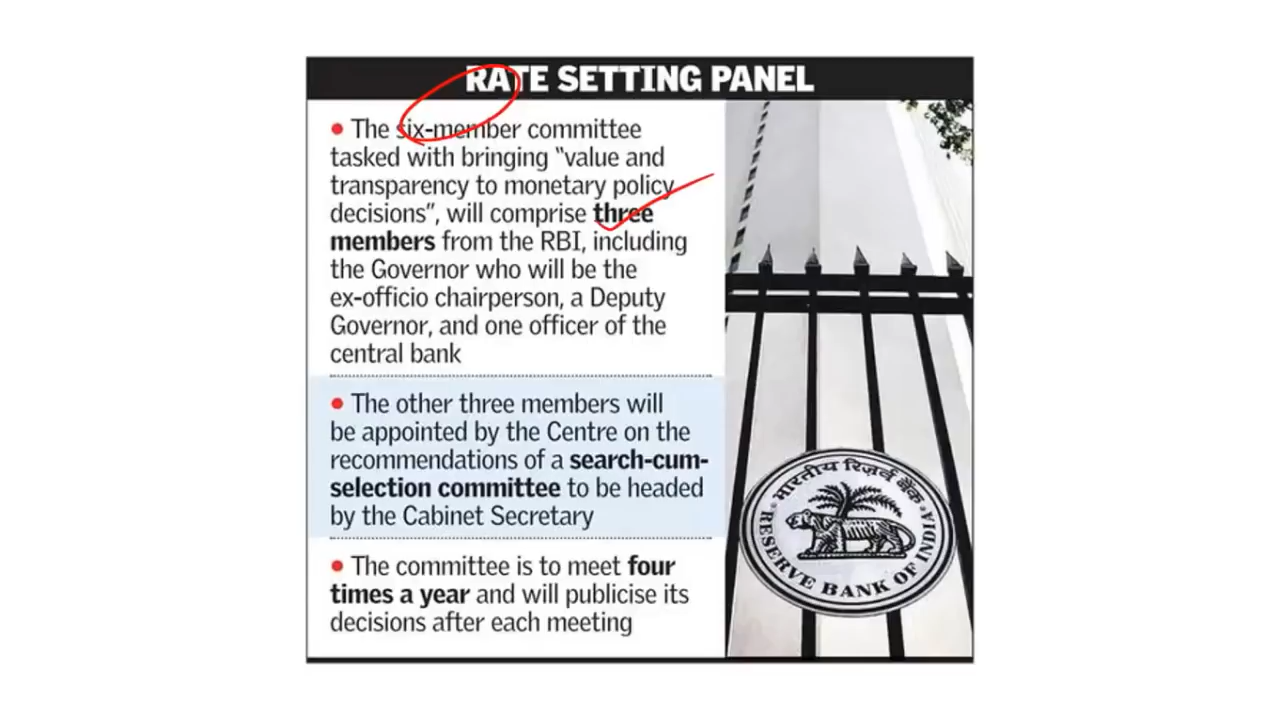 RATE SETTING PANEL
• The six-member committee
tasked with bringing “value and
transparency to monetary policy
decisions”, will comprise three
members from the RBI, including
the Governor who will be the
ex-officio chairperson, a Deputy
Governor, and one officer of the
central bank
• The other three members will
be appointed by the Centre on the
recommendations of a search-cum-
selection committee to be headed
by the Cabinet Secretary
• The committee is to meet four
times a year and will publicise its
decisions after each meeting
भारतीय रिज़र्व बैंक
RESERVE BANK OF INDIA